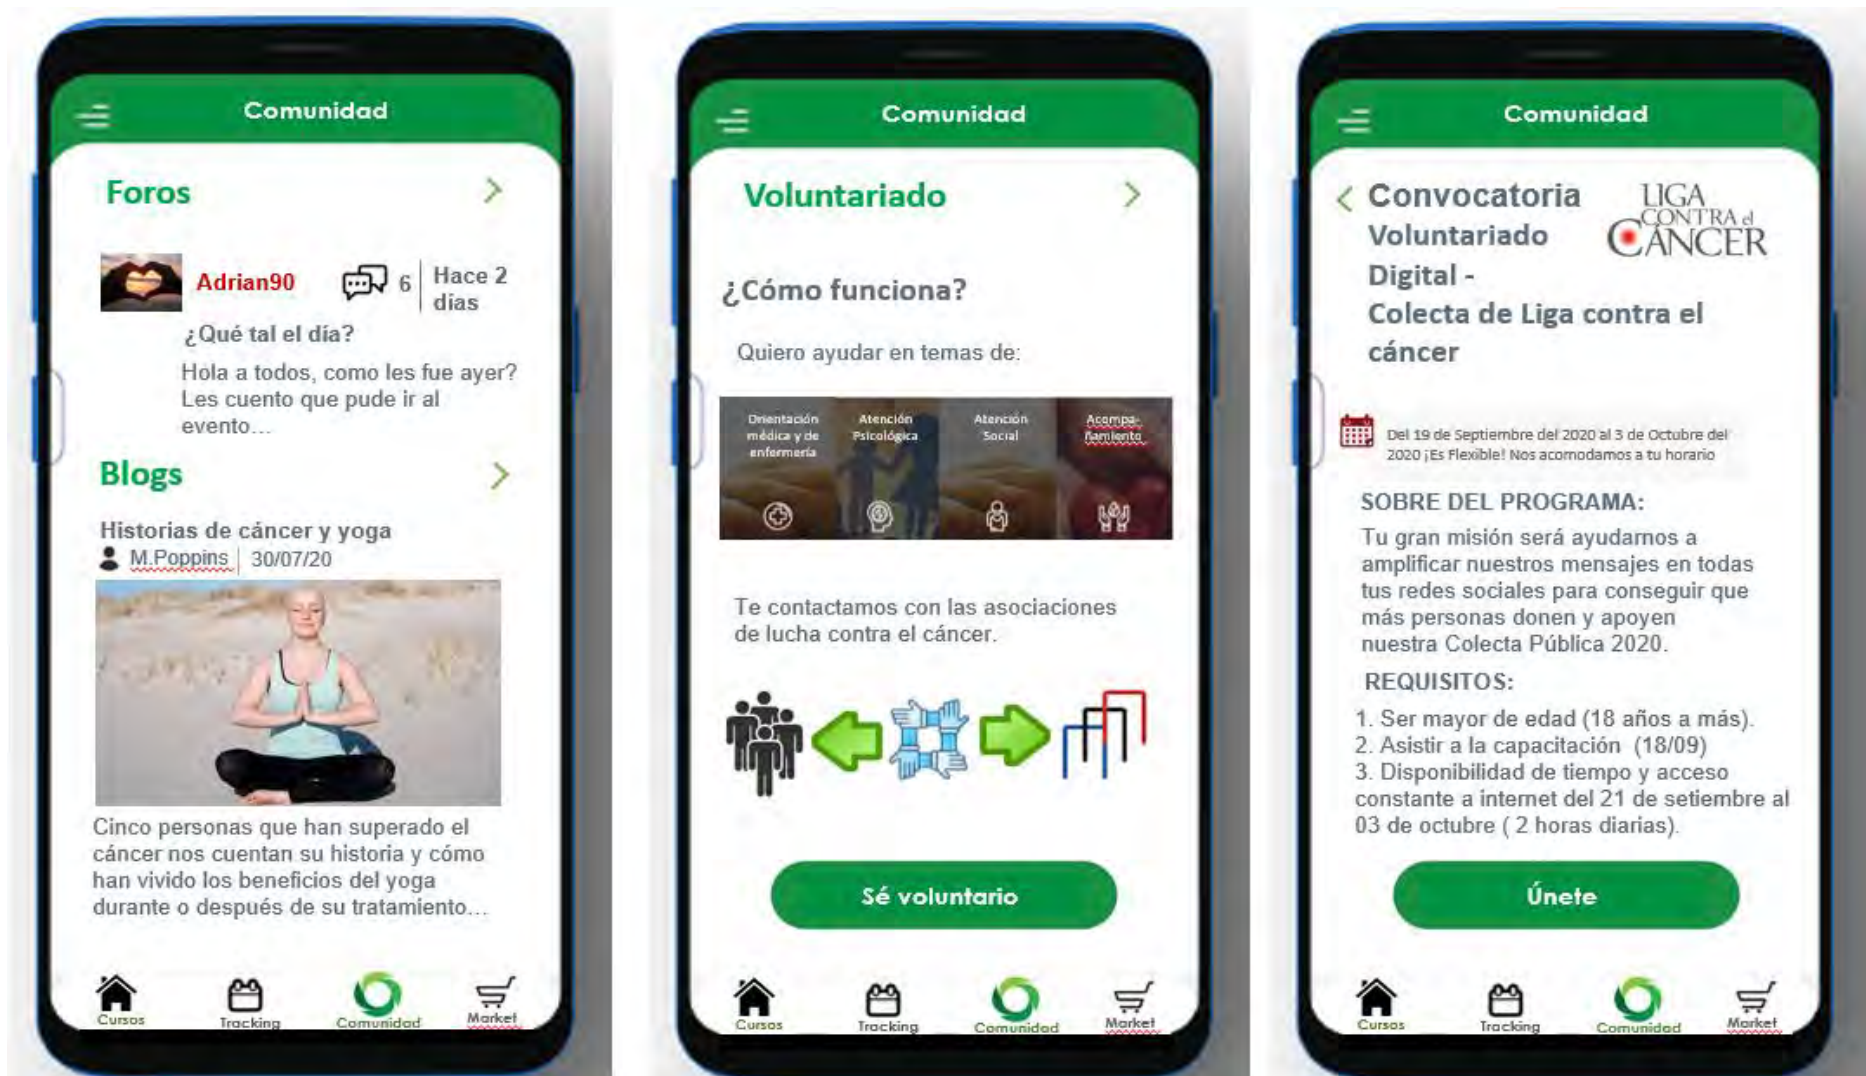 Comunidad
Foros
Adrian90
6
Hace 2
días
¿Qué tal el día?
Hola a todos, como les fue ayer?
Les cuento que pude ir al
evento...
Blogs
Historias de cáncer y yoga
M.Poppins
30/07/20
Cinco personas que han superado el
cáncer nos cuentan su historia y cómo
han vivido los beneficios del yoga
durante o después de su tratamiento...
Cursos
Tracking
Comunidad
Market
Comunidad
Voluntariado
¿Cómo funciona?
Quiero ayudar en temas de:
Orientación
médica y de
enfermería
Atención
Psicológica
Atención
Social
Acompa-
ñamiento
Te contactamos con las asociaciones
de lucha contra el cáncer.
Sé voluntario
Cursos
Tracking
Comunidad
Market
Comunidad
Convocatoria
Voluntariado
Digital -
Colecta de Liga contra el
cáncer
LIGA
CONTRA el
CÁNCER
Del 19 de Septiembre del 2020 al 3 de Octubre del
2020 ¡Es Flexible! Nos acomodamos a tu horario
SOBRE DEL PROGRAMA:
Tu gran misión será ayudarnos a
amplificar nuestros mensajes en todas
tus redes sociales para conseguir que
más personas donen y apoyen
nuestra Colecta Pública 2020.
REQUISITOS:
1. Ser mayor de edad (18 años a más).
2. Asistir a la capacitación (18/09)
3. Disponibilidad de tiempo y acceso
constante a internet del 21 de setiembre al
03 de octubre ( 2 horas diarias).
Únete
Cursos
Tracking
Comunidad
Market